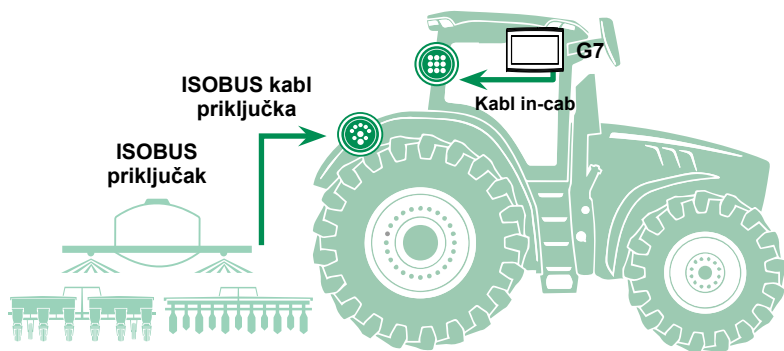 G7
ISOBUS kabl
priključka
Kabl in-cab
ISOBUS
priključak